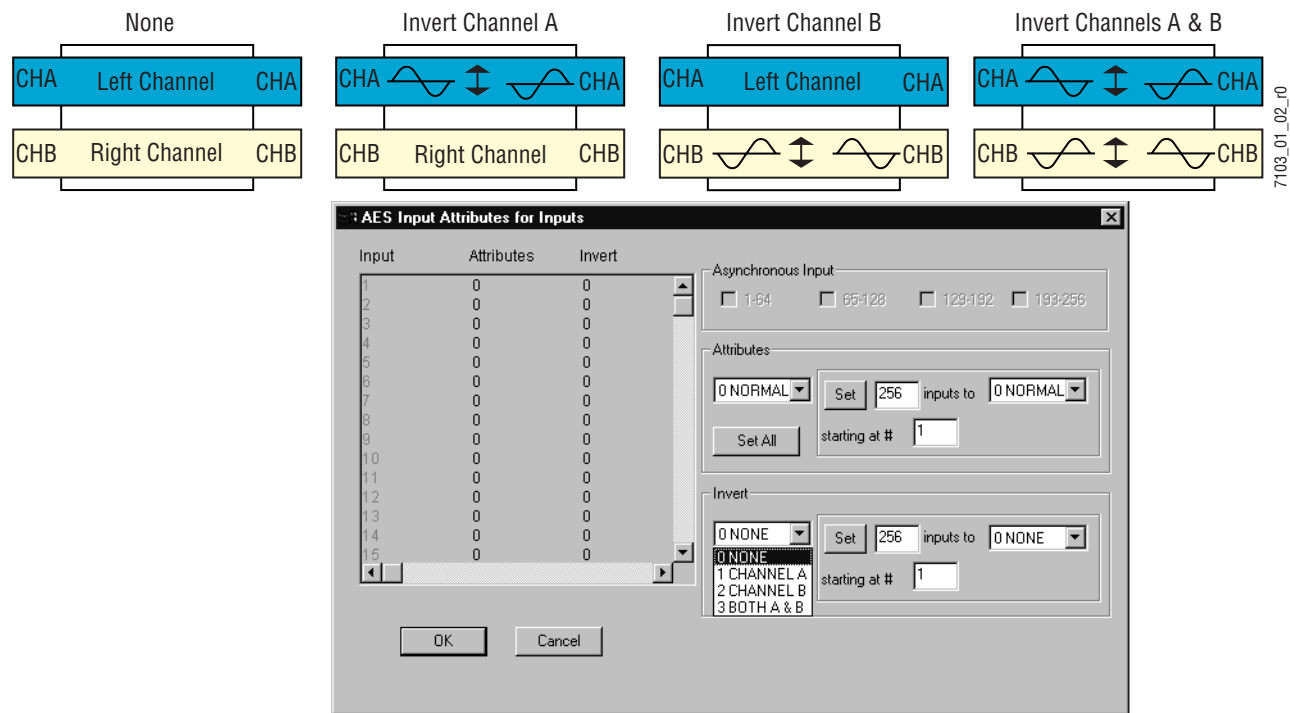 None
Invert Channel A
Invert Channel B
Invert Channels A & B
CHA Left Channel CHA
CHA CHA
CHA Left Channel CHA
CHA CHA
CHB Right Channel CHB
CHB Right Channel CHB
CHB CHB
CHB CHB
7103_01_02_r0
AES Input Attributes for Inputs
Input Attributes Invert
1 0 0
2 0 0
3 0 0
4 0 0
5 0 0
6 0 0
7 0 0
8 0 0
9 0 0
10 0 0
11 0 0
12 0 0
13 0 0
14 0 0
15 0 0
Asynchronous Input
1-64 65-128 129-192 193-256
Attributes
0 NORMAL
Set 256 inputs to 0 NORMAL
Set All
starting at # 1
Invert
0 NONE
Set 256 inputs to 0 NONE
0 NONE
1 CHANNEL A
2 CHANNEL B
3 BOTH A & B
starting at # 1
OK Cancel